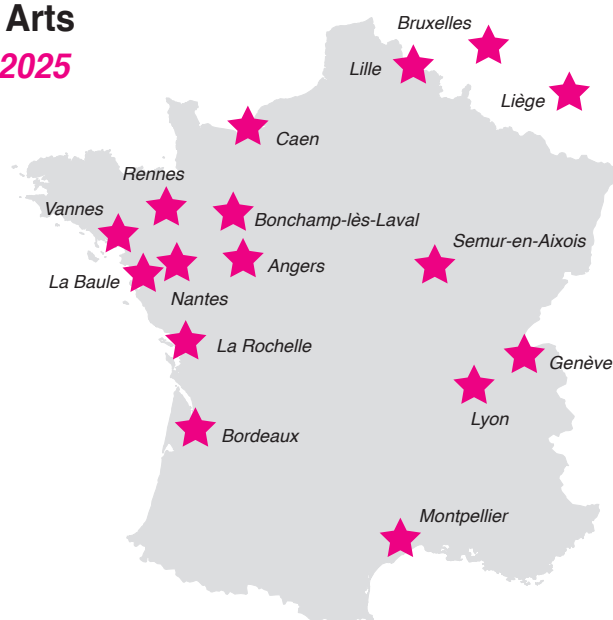 Arts
2025
Bruxelles
Lille
Liège
Caen
Rennes
Vannes
Bonchamp-lès-Laval
Semur-en-Aixois
Angers
La Baule
Nantes
La Rochelle
Genève
Lyon
Bordeaux
Montpellier